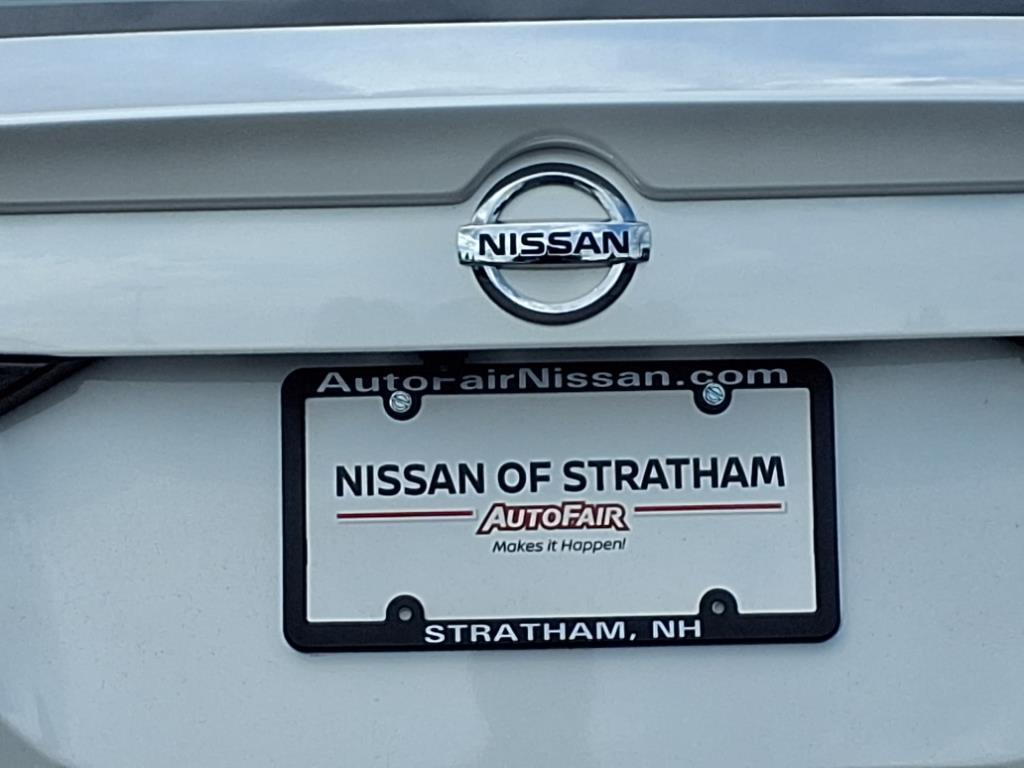 NISSAN
AutoFairNissan.com
NISSAN OF STRATHAM
AUTOFAIR
Makes it Happen!
STRATHAM, NH